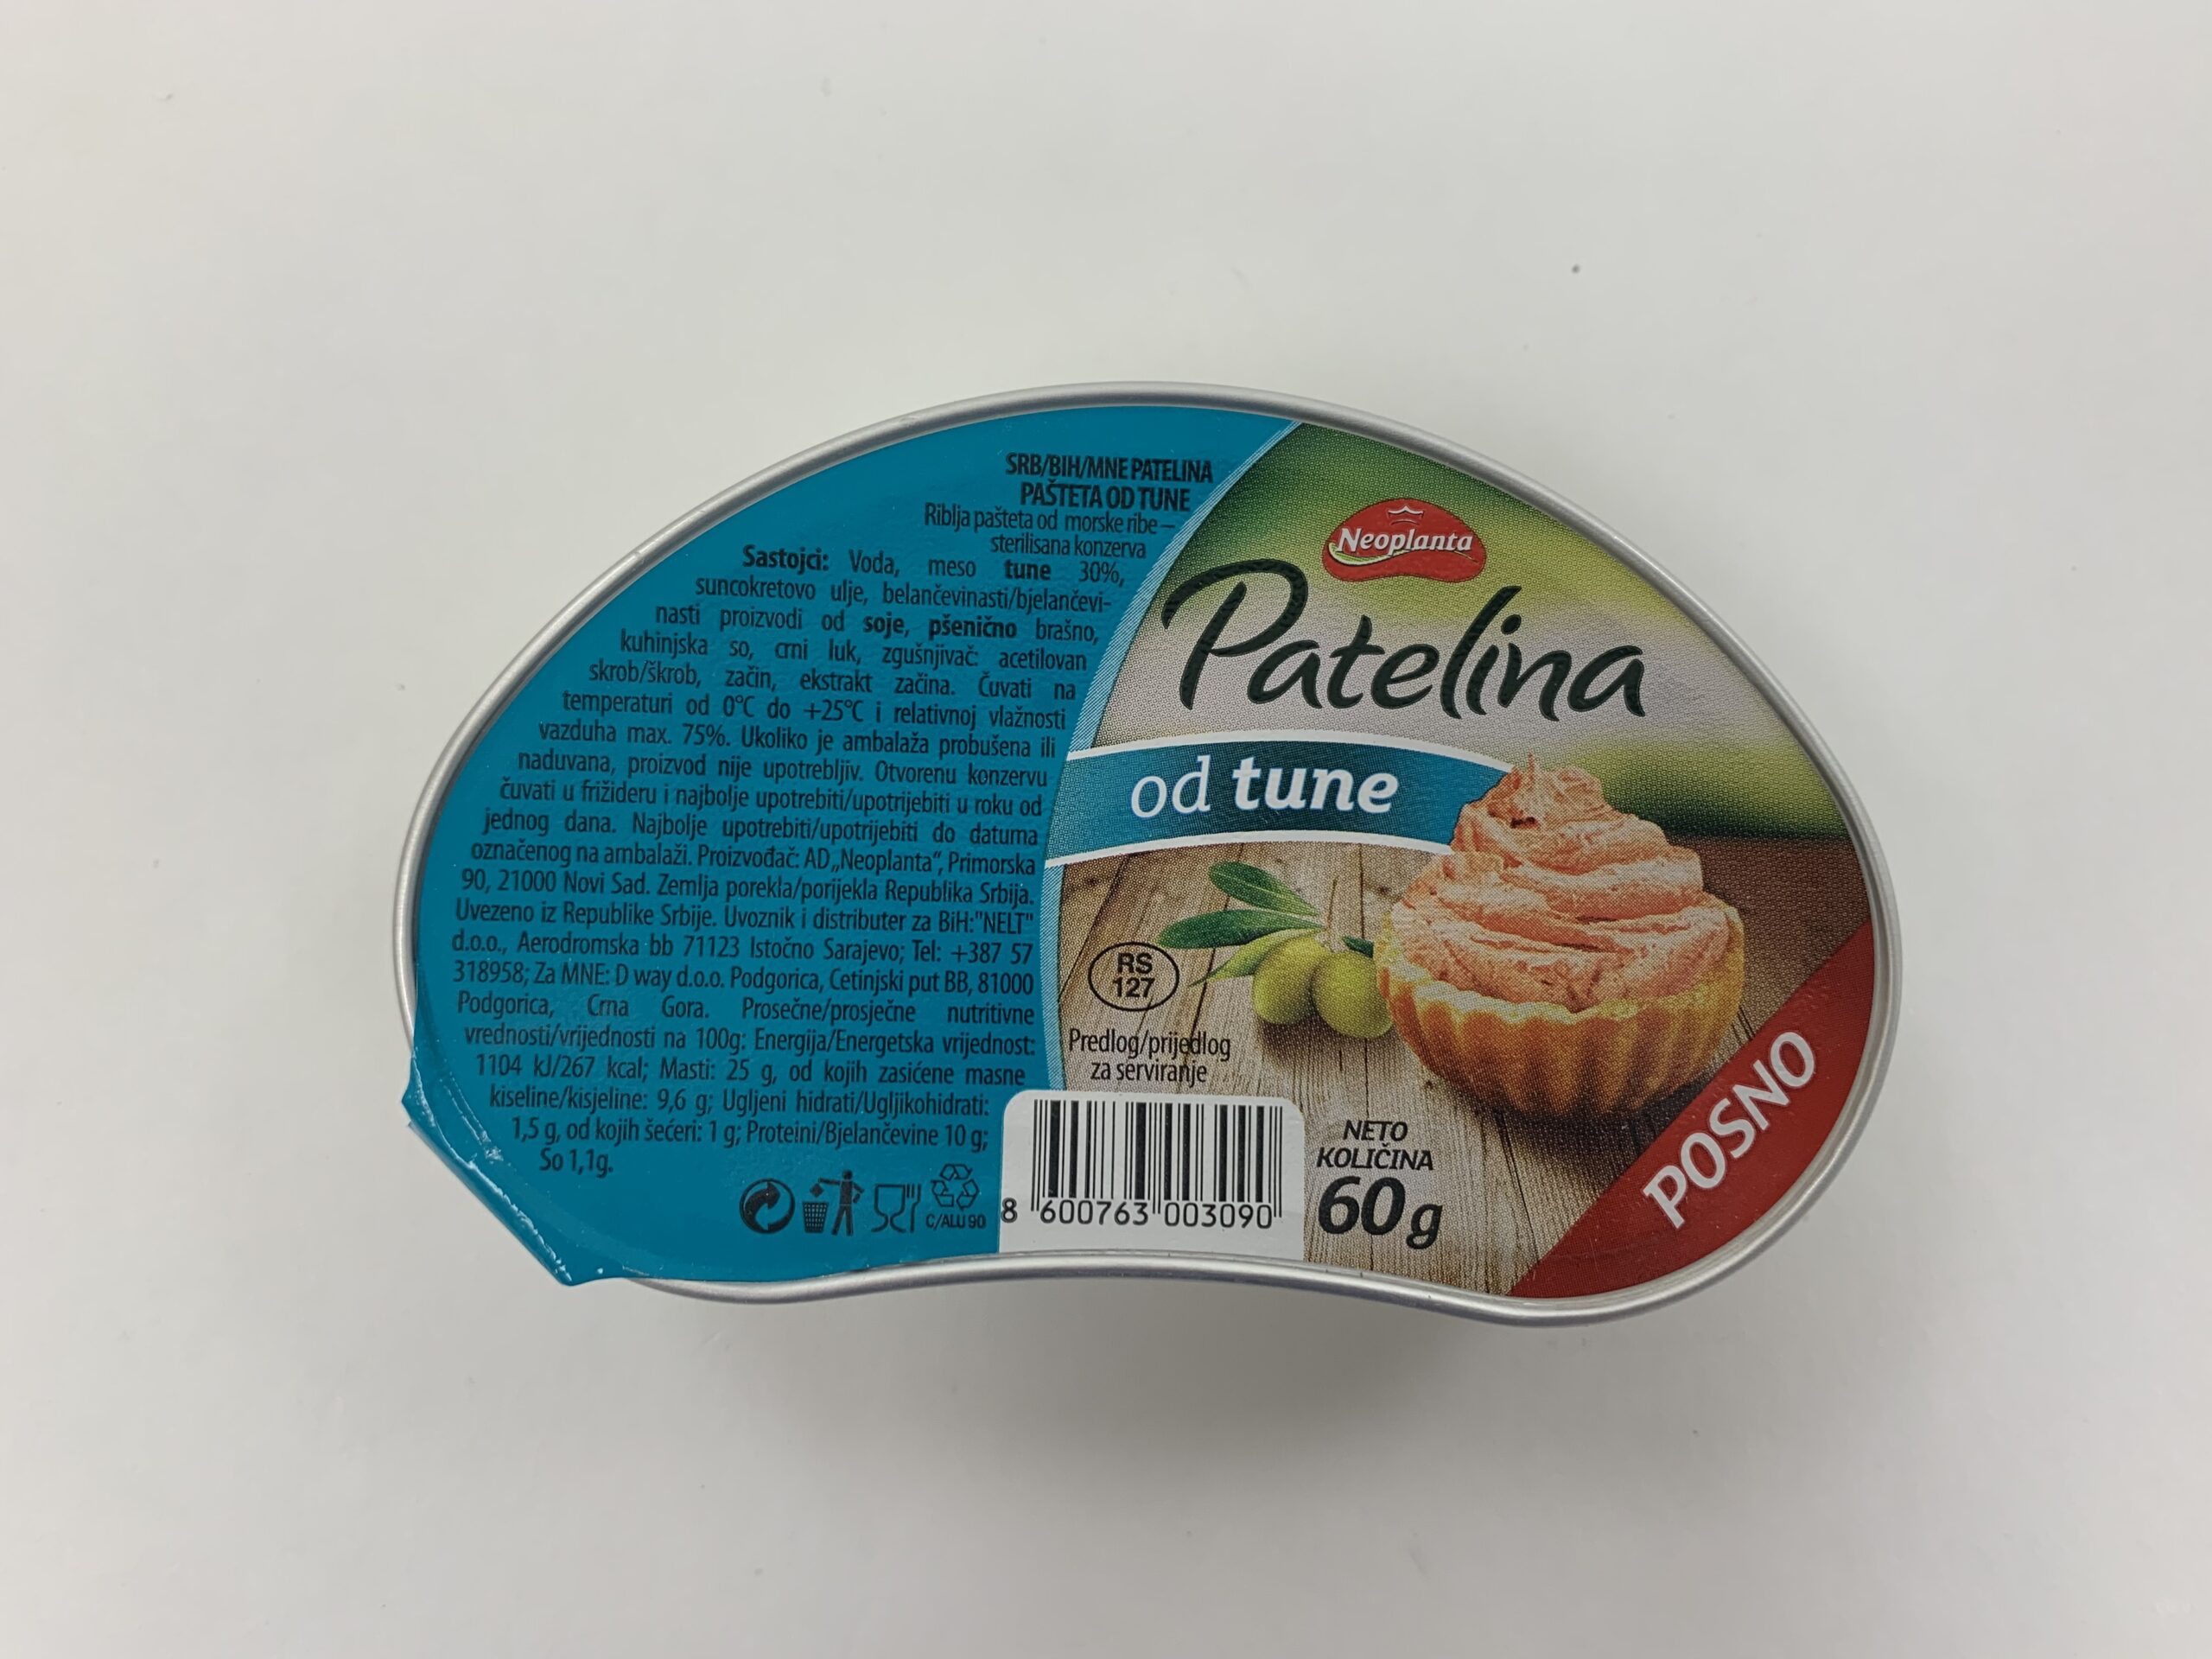 SRB/BIH/MNE PATELINA
PAŠTETA OD TUNE
Riblja pašteta od morske ribe –
sterilisana konzerva
Sastojci: Voda, meso tune 30%,
suncokretovo ulje, belančevinasti/bjelančevi-
nasti proizvodi od soje, pšenično brašno,
kuhinjska so, crni luk, zgušnjivač: acetilovan
skrob/škrob, začin, ekstrakt začina. Čuvati na
temperaturi od 0°C do +25°C i relativnoj vlažnosti
vazduha max. 75%. Ukoliko je ambalaža probušena ili
naduvana, proizvod nije upotrebljiv. Otvorenu konzervu
čuvati u frižideru i najbolje upotrebiti/upotrijebiti u roku od
jednog dana. Najbolje upotrebiti/upotrijebiti do datuma
označenog na ambalaži. Proizvođač: AD„Neoplanta“, Primorska
90, 21000 Novi Sad. Zemlja porekla/porijekla Republika Srbija.
Uvezeno iz Republike Srbije. Uvoznik i distributer za BiH:"NELT"
d.o.o., Aerodromska bb 71123 Istočno Sarajevo; Tel: +387 57
318958; Za MNE: D way d.o.o. Podgorica, Cetinjski put BB, 81000
Podgorica, Crna Gora. Prosečne/prosječne nutritivne
vrednosti/vrijednosti na 100g: Energija/Energetska vrijednost:
1104 kJ/267 kcal; Masti: 25 g, od kojih zasićene masne
kiseline/kisjeline: 9,6 g; Ugljeni hidrati/Ugljikohidrati:
1,5 g, od kojih šećeri: 1 g; Proteini/Bjelančevine 10 g;
So 1,1g.
C/ALU 90
Neoplanta
Patelina
od tune
RS
127
Predlog/prijedlog
za serviranje
8 600763 003090
NETO
KOLIČINA
60 g
POSNO